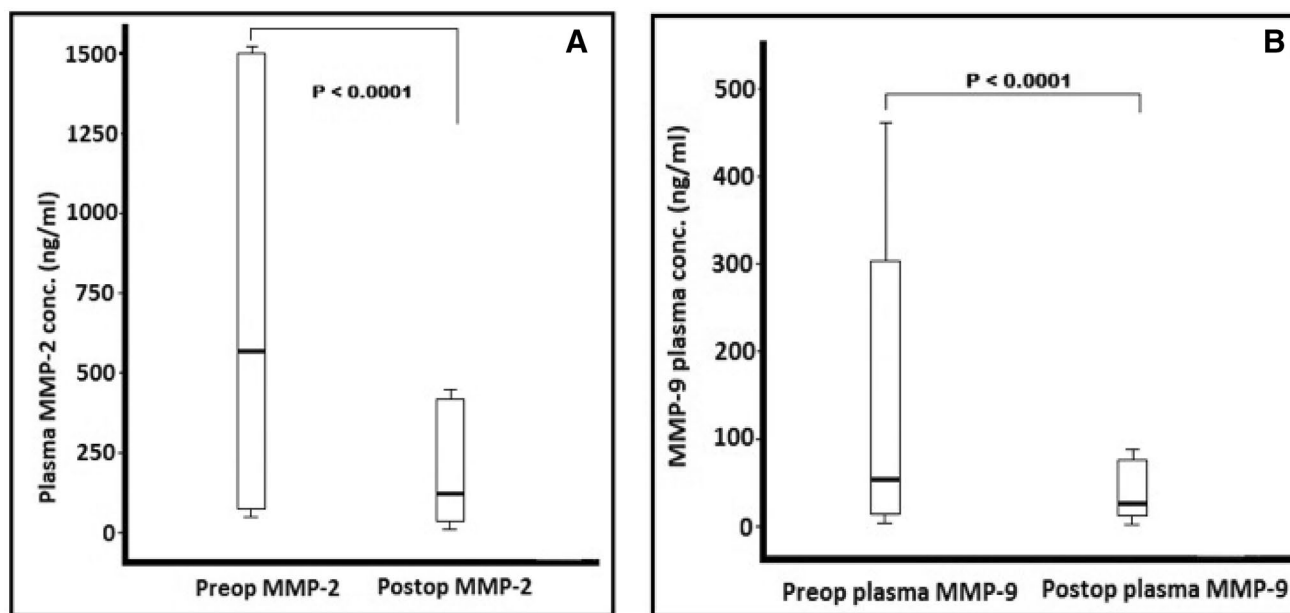 A
P < 0.0001
Plasma MMP-2 conc. (ng/ml)
1500
1250
1000
750
500
250
0
Preop MMP-2
Postop MMP-2
B
P < 0.0001
MMP-9 plasma conc. (ng/ml)
500
400
300
200
100
0
Preop plasma MMP-9
Postop plasma MMP-9